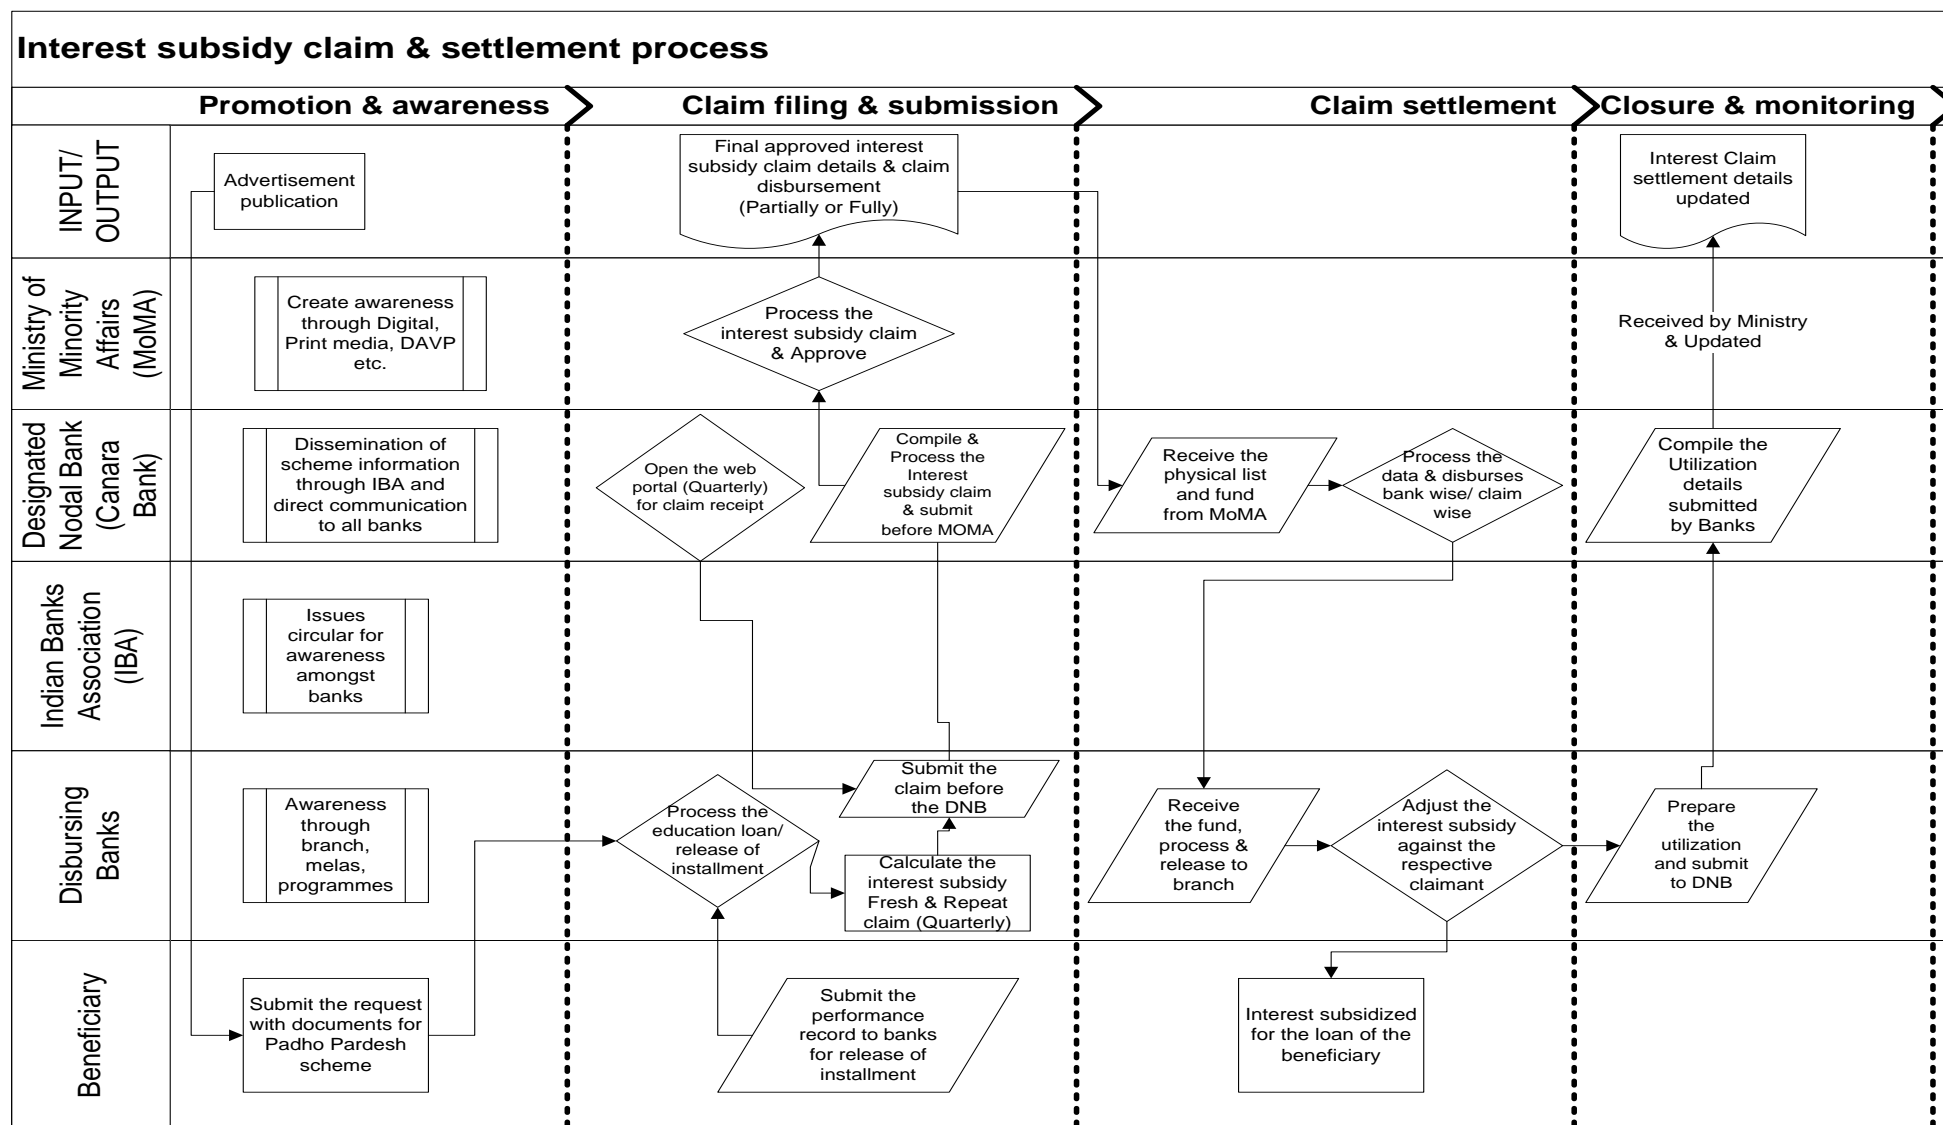 Interest subsidy claim & settlement process
Promotion & awareness
Claim filing & submission
Claim settlement
Closure & monitoring
INPUT/
OUTPUT
Advertisement
publication
Final approved interest
subsidy claim details & claim
disbursement
(Partially or Fully)
Interest Claim
settlement details
updated
Ministry of
Minority
Affairs
(MoMA)
Create awareness
through Digital,
Print media, DAVP
etc.
Process the
interest subsidy claim
& Approve
Received by Ministry
& Updated
Designated
Nodal Bank
(Canara
Bank)
Dissemination of
scheme information
through IBA and
direct communication
to all banks
Open the web
portal (Quarterly)
for claim receipt
Compile &
Process the
Interest
subsidy claim
& submit
before MOMA
Receive the
physical list
and fund
from MoMA
Process the
data & disburses
bank wise/ claim
wise
Compile the
Utilization
details
submitted
by Banks
Indian Banks
Association
(IBA)
Issues
circular for
awareness
amongst
banks
Disbursing
Banks
Awareness
through
branch,
melas,
programmes
Process the
education loan/
release of
installment
Submit the
claim before
the DNB
Calculate the
interest subsidy
Fresh & Repeat
claim (Quarterly)
Receive
the fund,
process &
release to
branch
Adjust the
interest subsidy
against the
respective
claimant
Prepare
the
utilization
and submit
to DNB
Beneficiary
Submit the request
with documents for
Padho Pardesh
scheme
Submit the
performance
record to banks
for release of
installment
Interest subsidized
for the loan of the
beneficiary